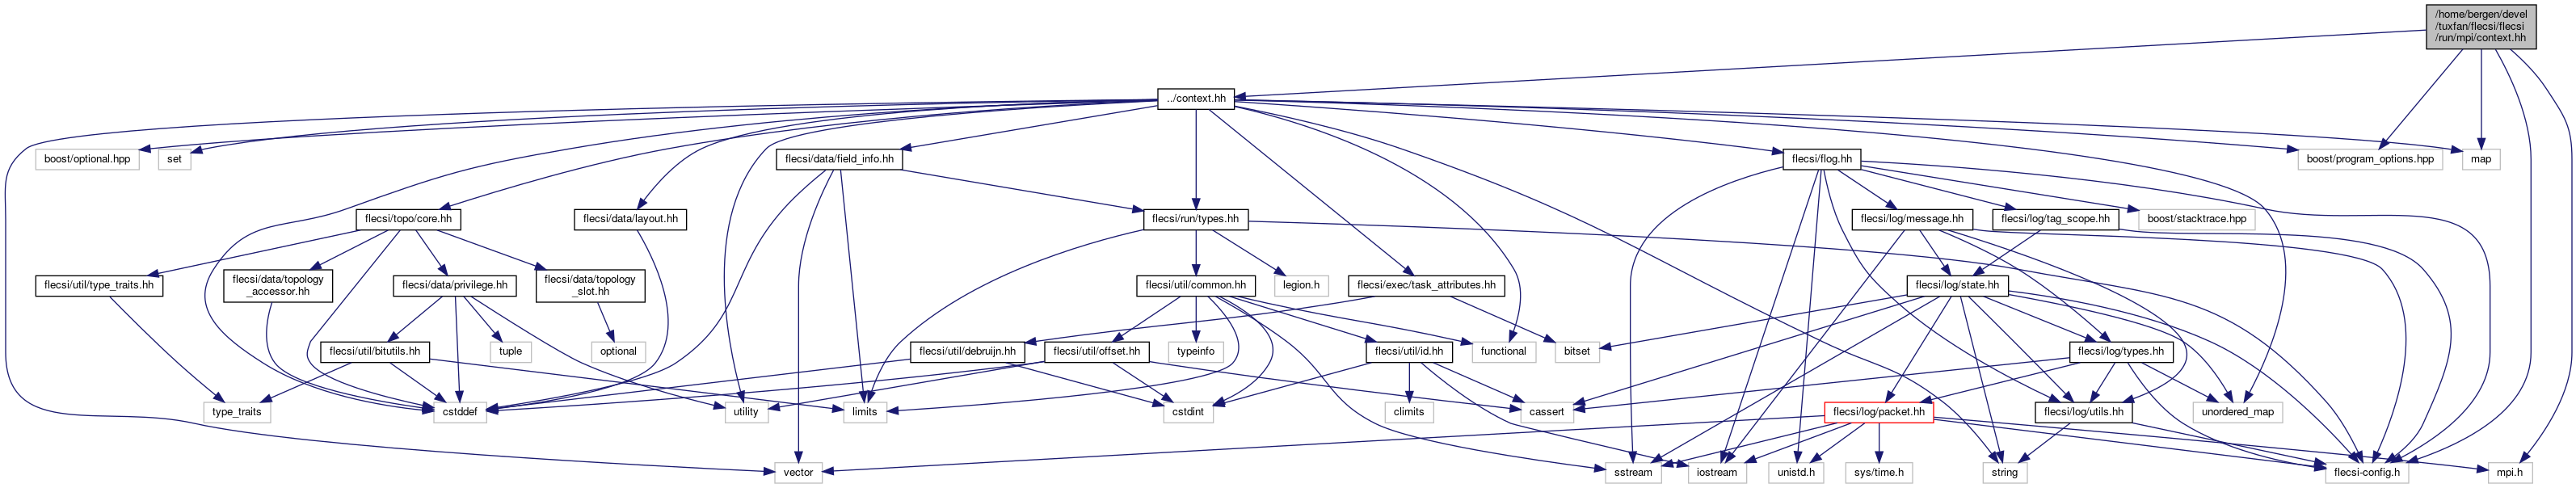 /home/bergen/devel
/tuxfan/flecsi/flecsi
/run/mpi/context.hh
../context.hh
boost/optional.hpp
set
flecsi/data/field_info.hh
flecsi/flog.hh
boost/program_options.hpp
map
flecsi/topo/core.hh
flecsi/data/layout.hh
flecsi/run/types.hh
flecsi/log/message.hh
flecsi/log/tag_scope.hh
boost/stacktrace.hpp
flecsi/util/type_traits.hh
flecsi/data/topology
_accessor.hh
flecsi/data/privilege.hh
flecsi/data/topology
_slot.hh
flecsi/util/common.hh
legion.h
flecsi/exec/task_attributes.hh
flecsi/log/state.hh
flecsi/util/bitutils.hh
tuple
optional
flecsi/util/debruijn.hh
flecsi/util/offset.hh
typeinfo
flecsi/util/id.hh
functional
bitset
flecsi/log/types.hh
type_traits
cstddef
utility
limits
cstdint
climits
cassert
flecsi/log/packet.hh
flecsi/log/utils.hh
unordered_map
vector
sstream
iostream
unistd.h
sys/time.h
string
flecsi-config.h
mpi.h